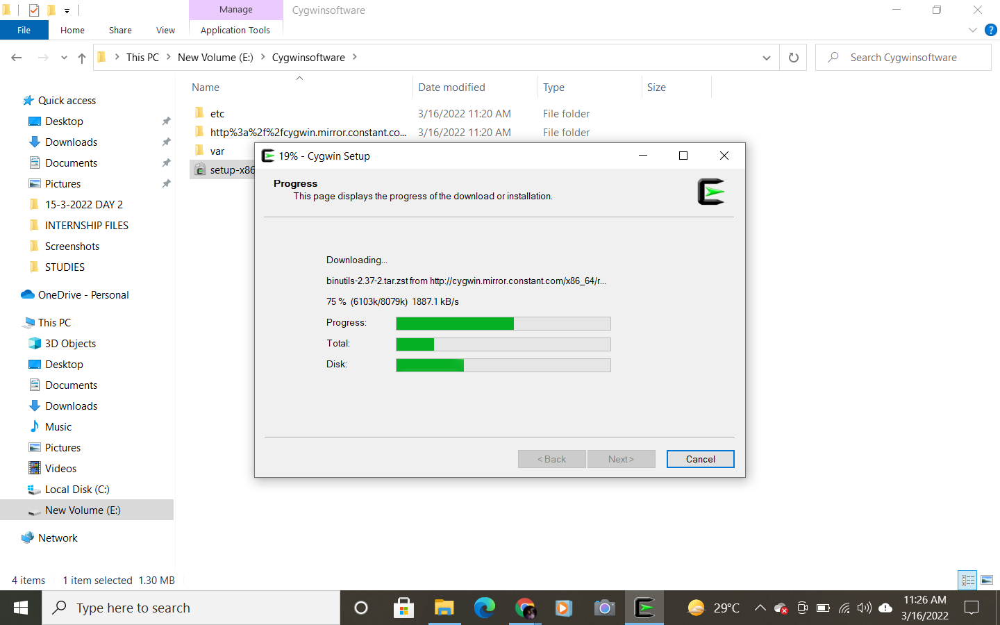 Manage
Cygwinsoftware
File
Home
Share
View
Application Tools
This PC
New Volume (E:)
Cygwinsoftware
Search Cygwinsoftware
Name
Date modified
Type
Size
Quick access
Desktop
Downloads
Documents
Pictures
15-3-2022 DAY 2
INTERNSHIP FILES
Screenshots
STUDIES
OneDrive - Personal
This PC
3D Objects
Desktop
Documents
Downloads
Music
Pictures
Videos
Local Disk (C:)
New Volume (E:)
Network
etc 3/16/2022 11:20 AM File folder
http%3a%2f%2fcygwin.mirror.constant.co... 3/16/2022 11:20 AM File folder
var
setup-x86
19% - Cygwin Setup
Progress
This page displays the progress of the download or installation.
Downloading...
binutils-2.37-2.tar.zst from http://cygwin.mirror.constant.com/x86_64/r...
75 % (6103k/8079k) 1887.1 kB/s
Progress:
Total:
Disk:
< Back
Next >
Cancel
4 items 1 item selected 1.30 MB
Type here to search
29°C
11:26 AM
3/16/2022